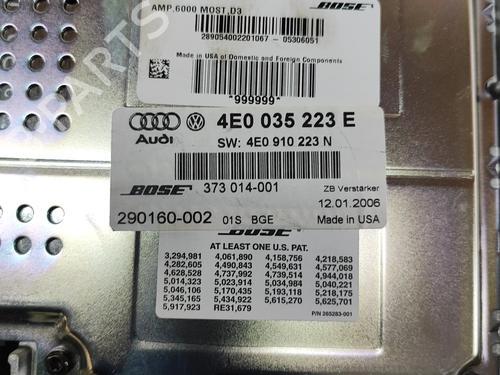 AMP,6000 MOST,D3
BOSE
289054002201067 - 05306051
Made in USA of Domestic and Foreign Components
*999999*
4E0 035 223 E
Audi
SW: 4E0 910 223 N
BOSE 373 014-001
ZB Verstärker
12.01.2006
290160-002 01S BGE Made in USA
BOSE
AT LEAST ONE U.S. PAT.
3,294,981 4,061,890 4,158,756 4,218,583
4,282,605 4,490,843 4,549,631 4,577,069
4,628,528 4,737,992 4,739,514 4,944,018
5,014,323 5,023,914 5,034,984 5,040,221
5,046,106 5,170,435 5,193,118 5,218,175
5,345,165 5,434,922 5,615,270 5,625,701
5,917,923 RE31,679
P/N 265283-001